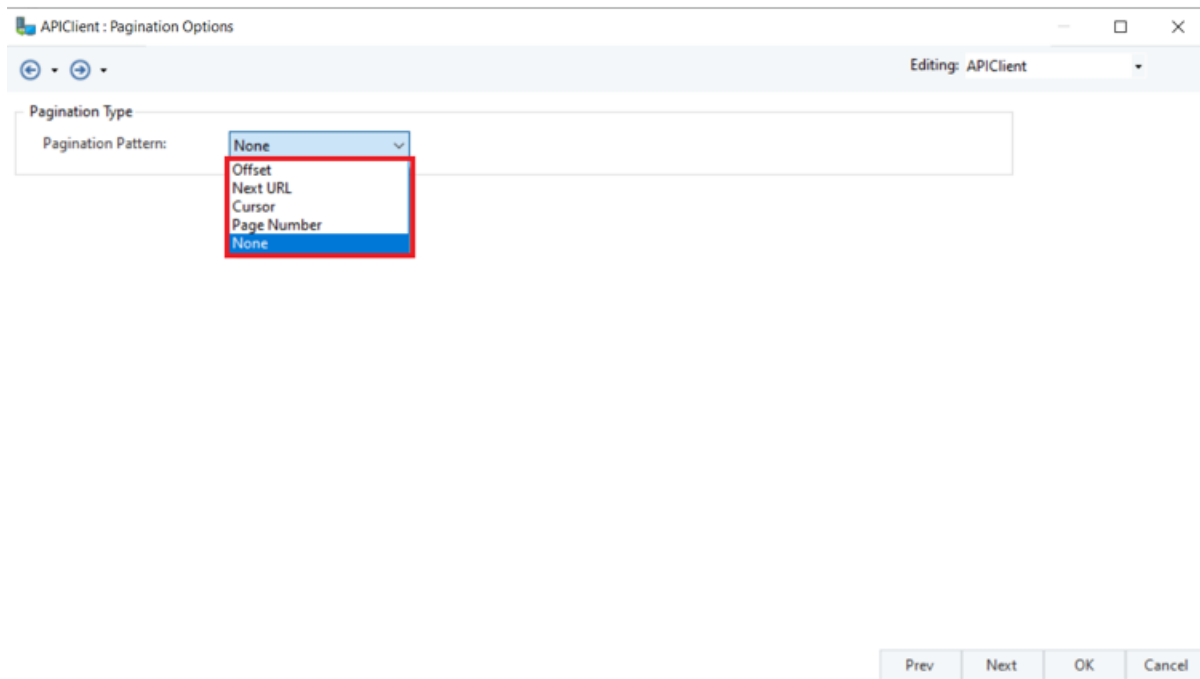 APIClient : Pagination Options
Editing: APIClient
Pagination Type
Pagination Pattern: None
Offset
Next URL
Cursor
Page Number
None
Prev Next OK Cancel